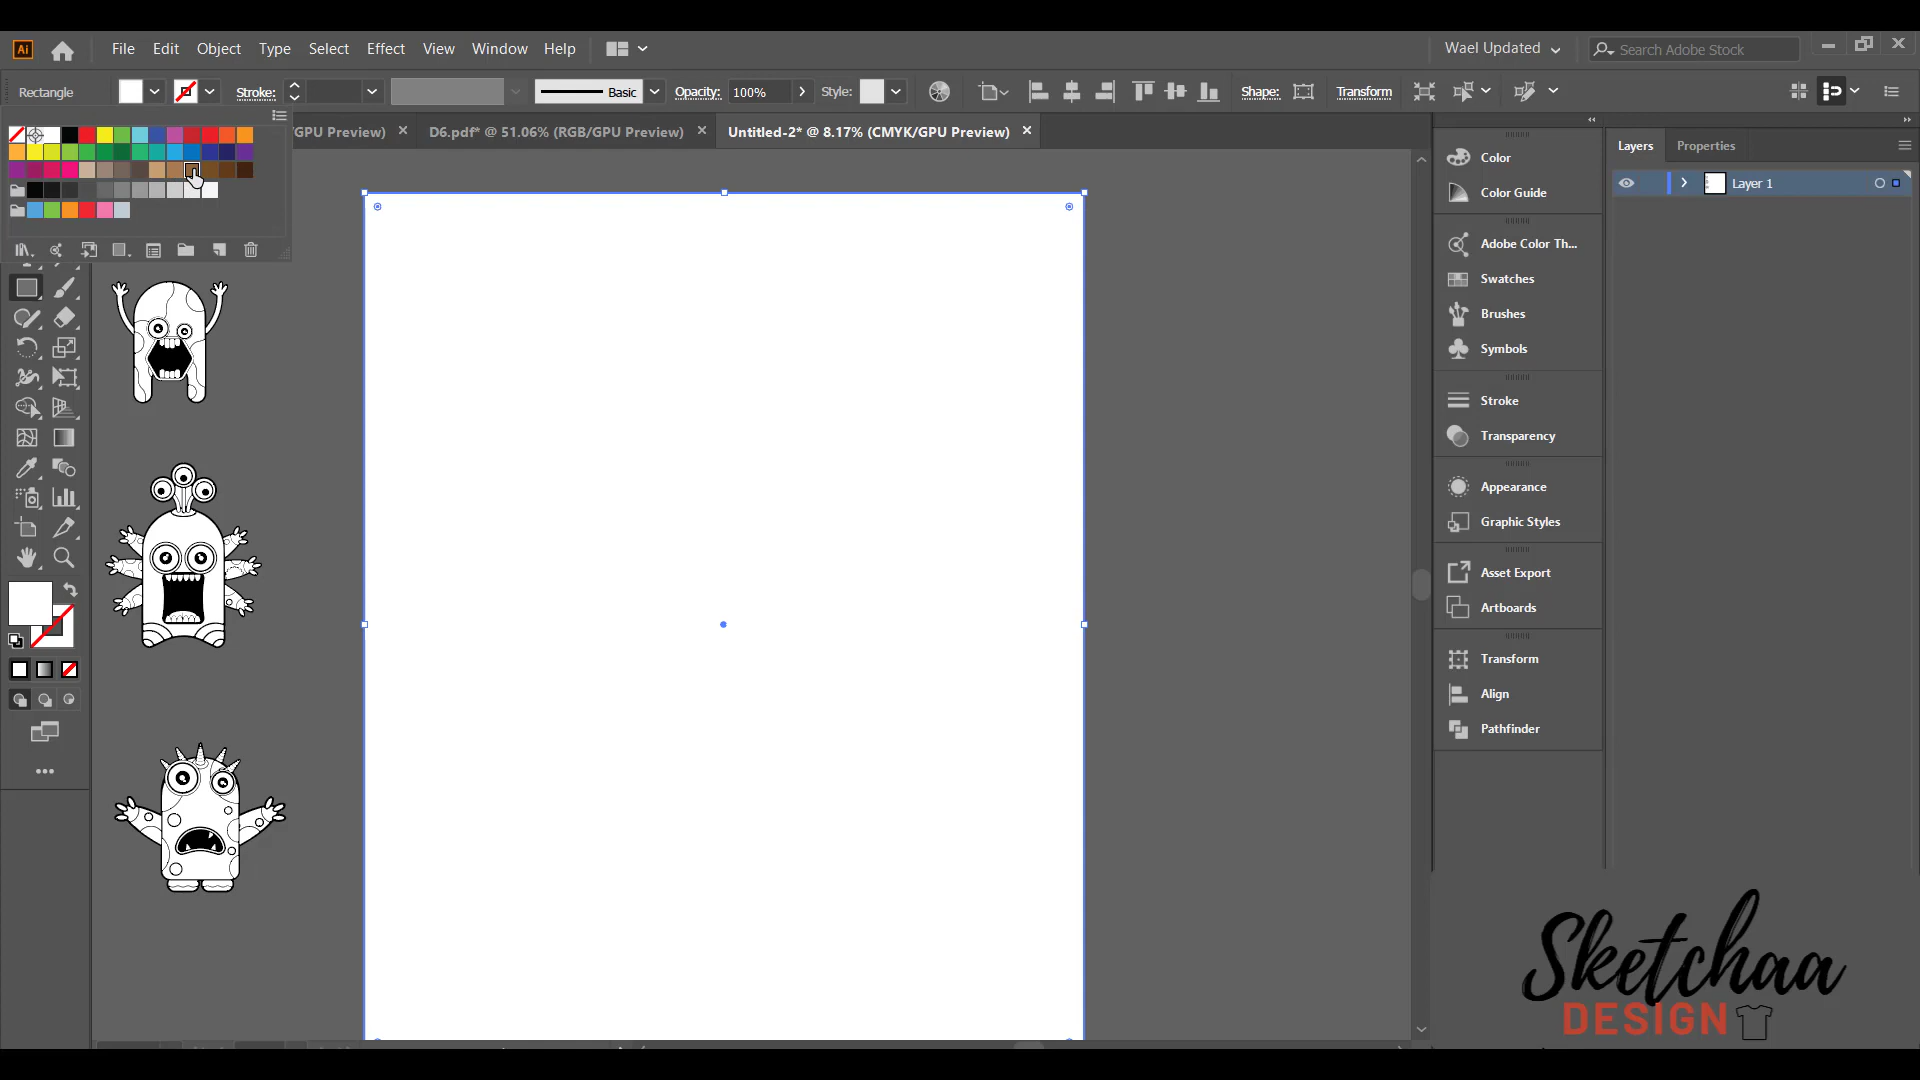 Ai File Edit Object Type Select Effect View Window Help Wael Updated Search Adobe Stock
Rectangle Stroke: Basic Opacity: 100% Style: Shape: Transform
/GPU Preview) D6.pdf* @ 51.06% (RGB/GPU Preview) Untitled-2* @ 8.17% (CMYK/GPU Preview)
Color
Color Guide
Adobe Color Th...
Swatches
Brushes
Symbols
Stroke
Transparency
Appearance
Graphic Styles
Asset Export
Artboards
Transform
Align
Pathfinder
Layers Properties
Layer 1
Sketchaa
DESIGN